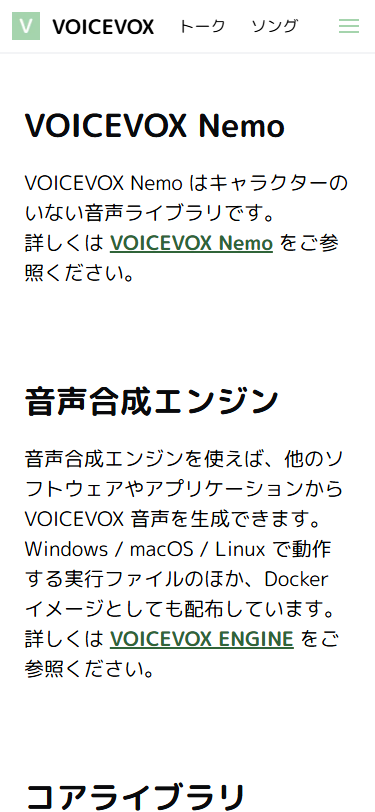 V VOICEVOX トーク ソング
VOICEVOX Nemo
VOICEVOX Nemo はキャラクターの
いない音声ライブラリです。
詳しくは VOICEVOX Nemo をご参
照ください。
音声合成エンジン
音声合成エンジンを使えば、他のソ
フトウェアやアプリケーションから
VOICEVOX 音声を生成できます。
Windows / macOS / Linux で動作
する実行ファイルのほか、Docker
イメージとしても配布しています。
詳しくは VOICEVOX ENGINE をご
参照ください。
コアライブラリ